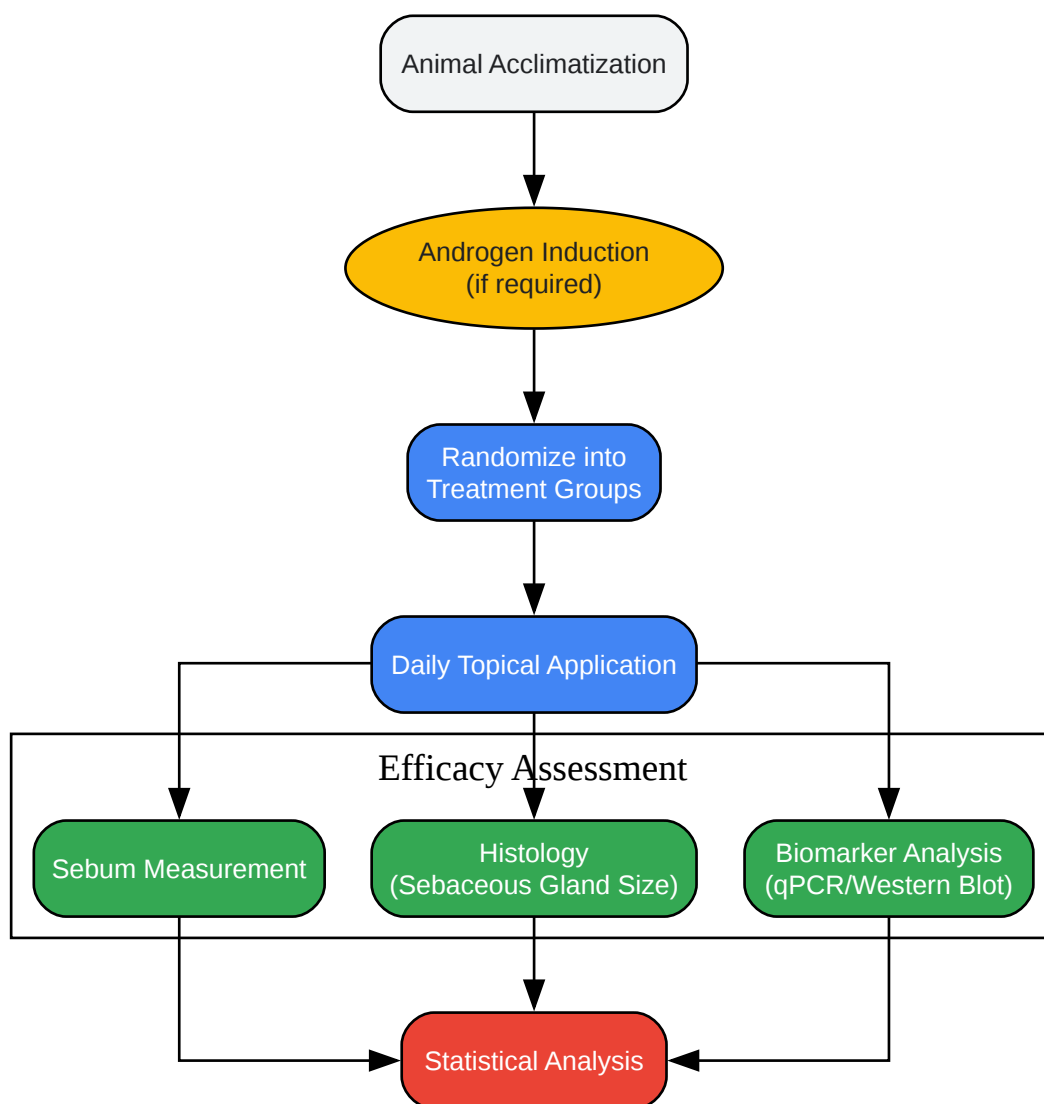 Animal Acclimatization
Androgen Induction
(if required)
Randomize into
Treatment Groups
Daily Topical Application
Efficacy Assessment
Sebum Measurement
Histology
(Sebaceous Gland Size)
Biomarker Analysis
(qPCR/Western Blot)
Statistical Analysis